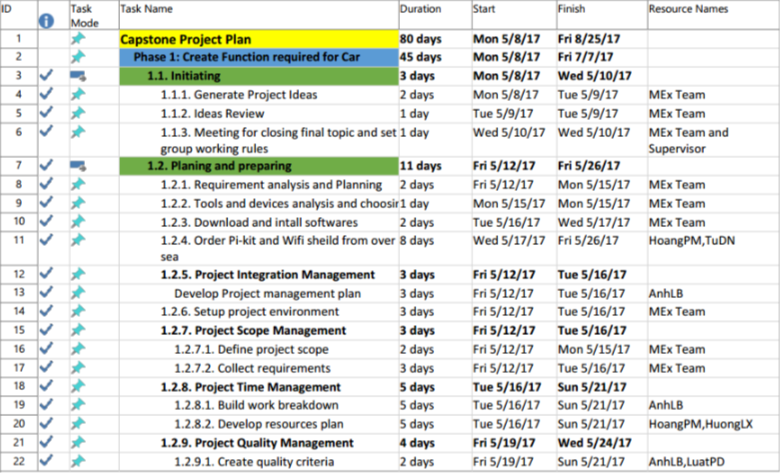 ID Task Mode Task Name Duration Start Finish Resource Names
1 Capstone Project Plan 80 days Mon 5/8/17 Fri 8/25/17
2 Phase 1: Create Function required for Car 45 days Mon 5/8/17 Fri 7/7/17
3 1.1. Initiating 3 days Mon 5/8/17 Wed 5/10/17
4 1.1.1. Generate Project Ideas 2 days Mon 5/8/17 Tue 5/9/17 MEx Team
5 1.1.2. Ideas Review 1 day Tue 5/9/17 Tue 5/9/17 MEx Team
6 1.1.3. Meeting for closing final topic and set group working rules 1 day Wed 5/10/17 Wed 5/10/17 MEx Team and Supervisor
7 1.2. Planing and preparing 11 days Fri 5/12/17 Fri 5/26/17
8 1.2.1. Requirement analysis and Planning 2 days Fri 5/12/17 Mon 5/15/17 MEx Team
9 1.2.2. Tools and devices analysis and choosir 1 day Mon 5/15/17 Mon 5/15/17 MEx Team
10 1.2.3. Download and intall softwares 2 days Tue 5/16/17 Wed 5/17/17 MEx Team
11 1.2.4. Order Pi-kit and Wifi sheild from over sea 8 days Wed 5/17/17 Fri 5/26/17 HoangPM,TuDN
12 1.2.5. Project Integration Management 3 days Fri 5/12/17 Tue 5/16/17
13 Develop Project management plan 3 days Fri 5/12/17 Tue 5/16/17 AnhLB
14 1.2.6. Setup project environment 3 days Fri 5/12/17 Tue 5/16/17 MEx Team
15 1.2.7. Project Scope Management 3 days Fri 5/12/17 Tue 5/16/17
16 1.2.7.1. Define project scope 2 days Fri 5/12/17 Mon 5/15/17 MEx Team
17 1.2.7.2. Collect requirements 3 days Fri 5/12/17 Tue 5/16/17 MEx Team
18 1.2.8. Project Time Management 5 days Tue 5/16/17 Sun 5/21/17
19 1.2.8.1. Build work breakdown 5 days Tue 5/16/17 Sun 5/21/17 AnhLB
20 1.2.8.2. Develop resources plan 5 days Tue 5/16/17 Sun 5/21/17 HoangPM,HuongLX
21 1.2.9. Project Quality Management 4 days Fri 5/19/17 Wed 5/24/17
22 1.2.9.1. Create quality criteria 2 days Fri 5/19/17 Sun 5/21/17 AnhLB,LuatPD